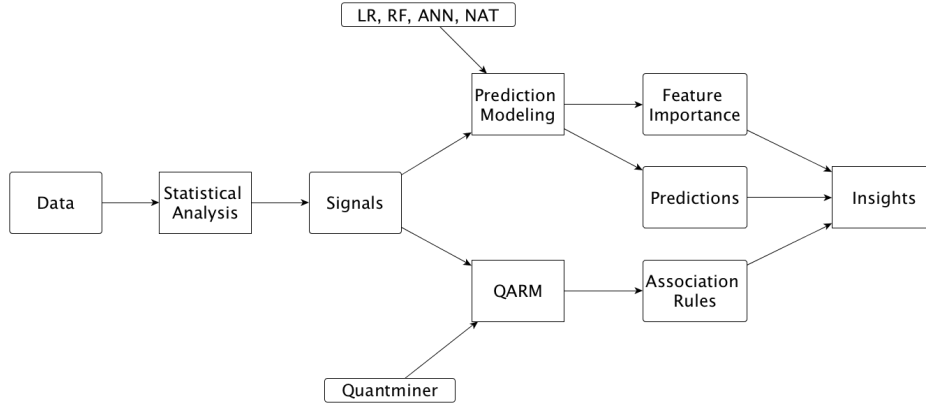 LR, RF, ANN, NAT
Prediction
Modeling
Feature
Importance
Data
Statistical
Analysis
Signals
Predictions
Insights
QARM
Association
Rules
Quantminer